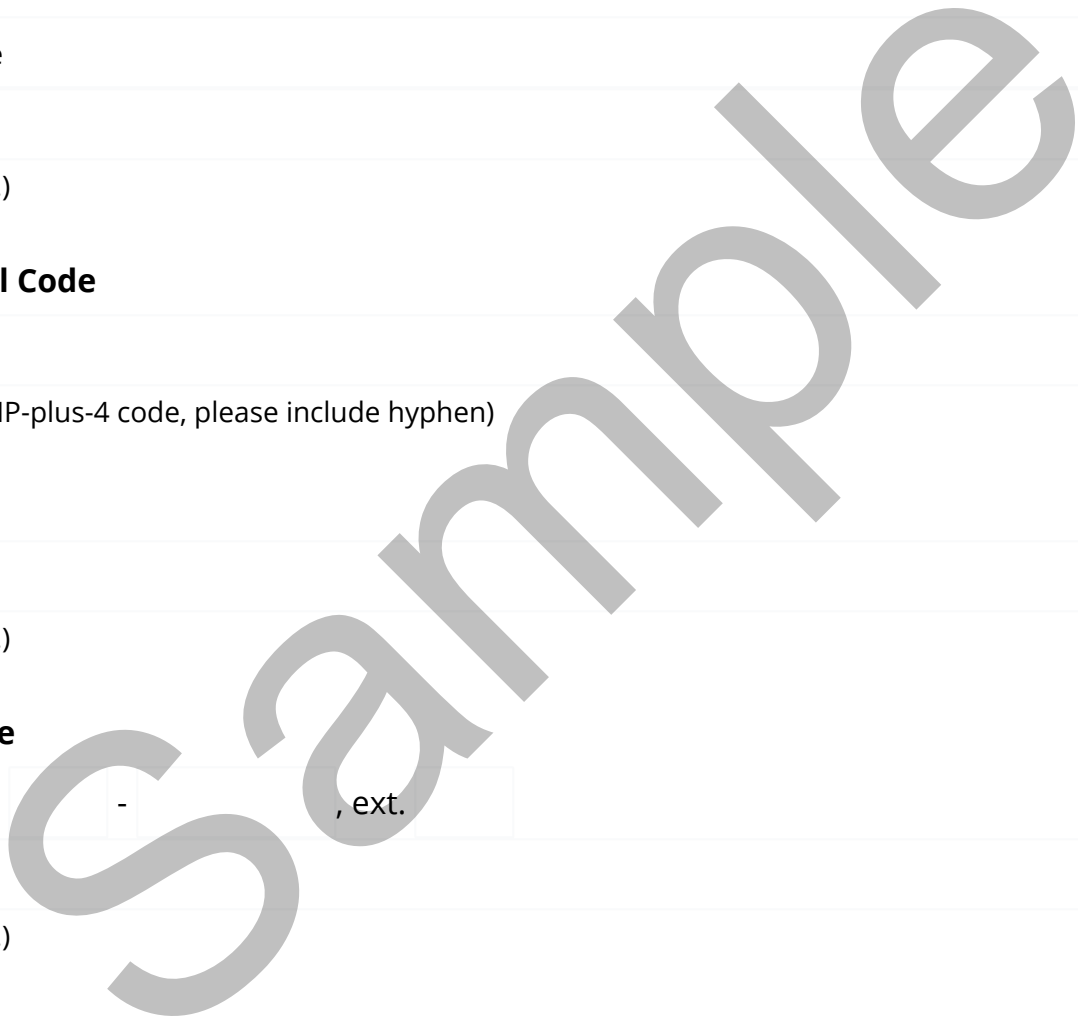 e
.)
l Code
IP-plus-4 code, please include hyphen)
.)
e
- , ext.
.)
Sample